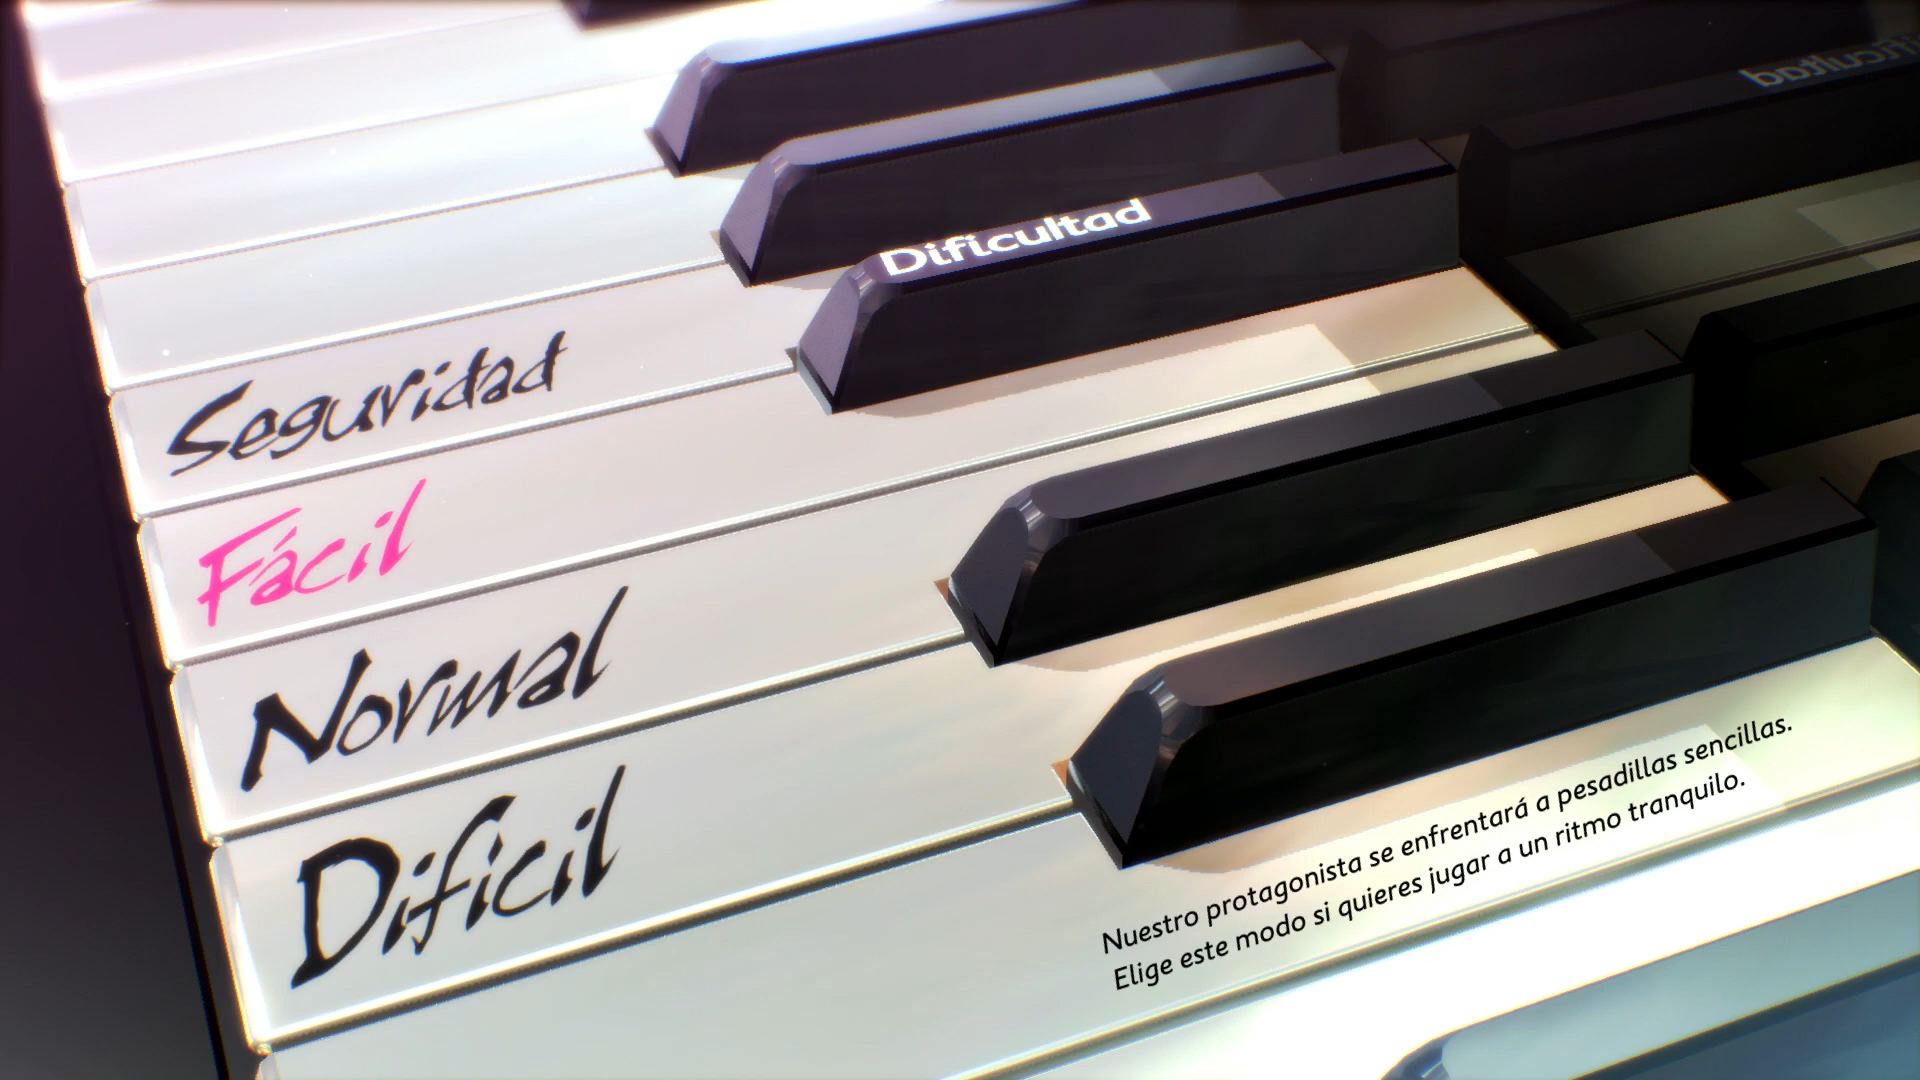 Dificultad
Seguridad
Fácil
Normal
Difícil
Nuestro protagonista se enfrentará a pesadillas sencillas.
Elige este modo si quieres jugar a un ritmo tranquilo.